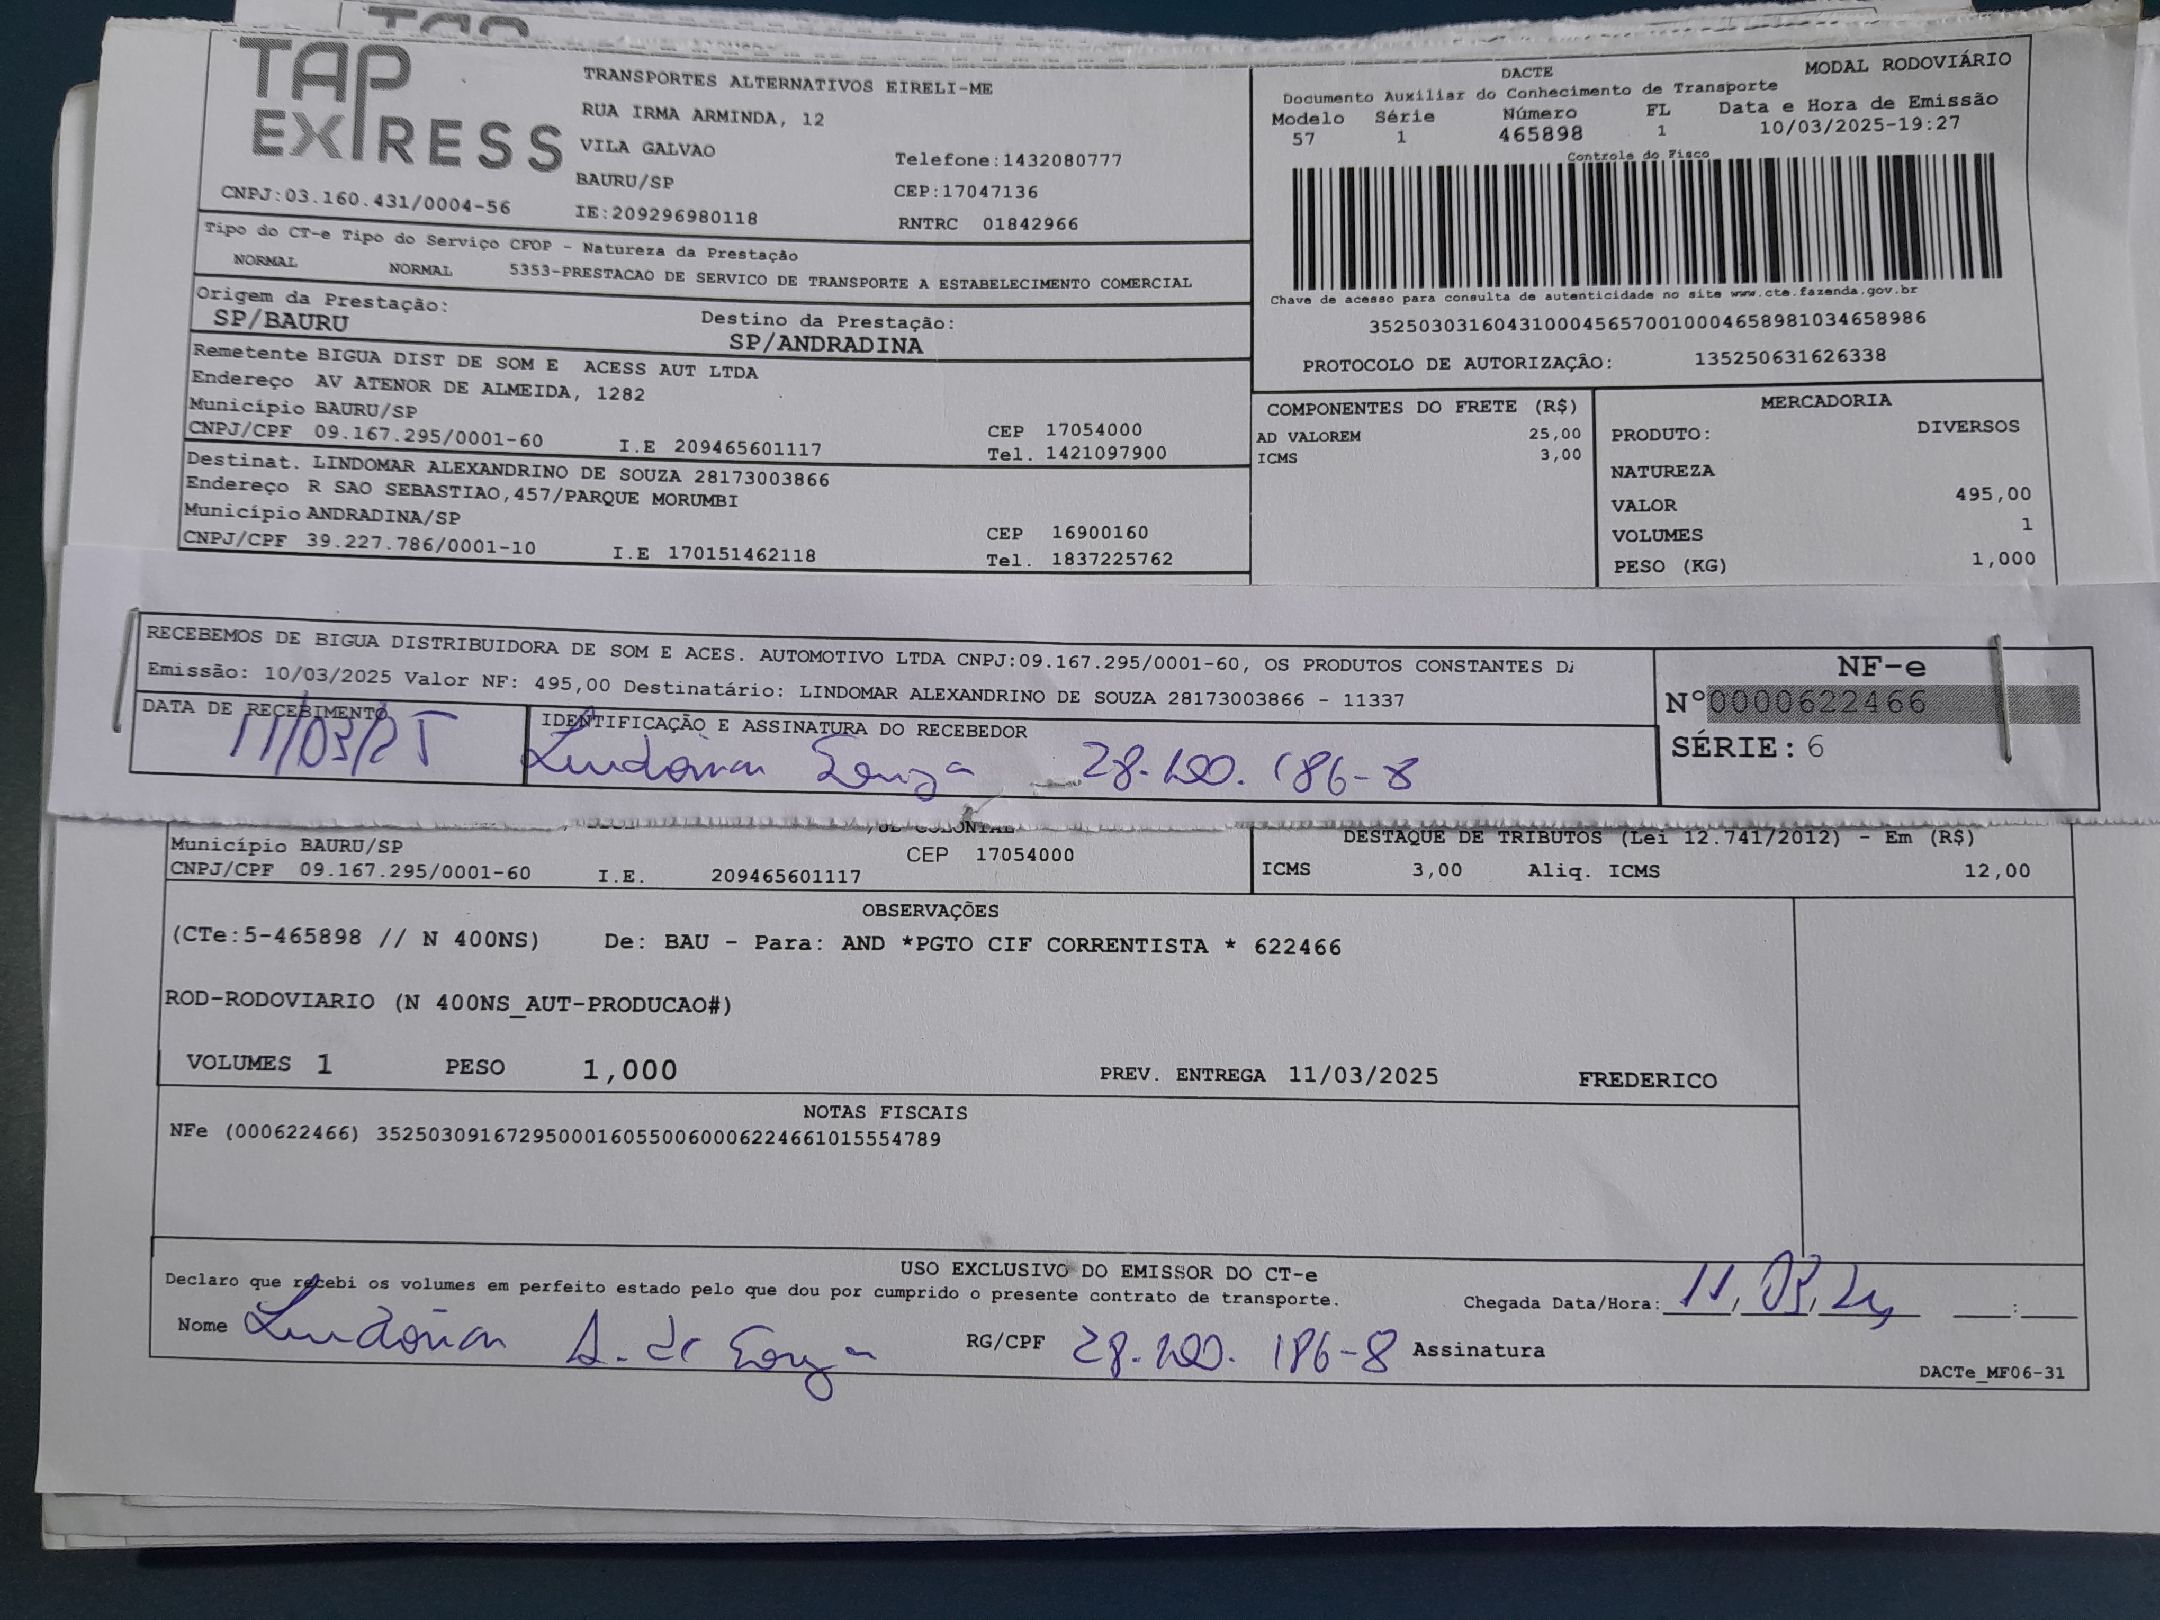 TAP
EXPRESS
TRANSPORTES ALTERNATIVOS EIRELI-ME
RUA IRMA ARMINDA, 12
VILA GALVAO
BAURU/SP
Telefone:1432080777
CEP:17047136
CNPJ:03.160.431/0004-56
IE:209296980118
RNTRC 01842966
DACTE MODAL RODOVIÁRIO
Documento Auxiliar do Conhecimento de Transporte
Modelo Série Número FL Data e Hora de Emissão
57 1 465898 1 10/03/2025-19:27
Controle do Fisco
Chave de acesso para consulta de autenticidade no site www.cte.fazenda.gov.br
35250303160431000456570010004658981034658986
PROTOCOLO DE AUTORIZAÇÃO: 135250631626338
Tipo do CT-e Tipo do Serviço CFOP - Natureza da Prestação
NORMAL NORMAL 5353-PRESTACAO DE SERVICO DE TRANSPORTE A ESTABELECIMENTO COMERCIAL
Origem da Prestação:
SP/BAURU
Destino da Prestação:
SP/ANDRADINA
Remetente BIGUA DIST DE SOM E ACESS AUT LTDA
Endereço AV ATENOR DE ALMEIDA, 1282
Município BAURU/SP
CEP 17054000
CNPJ/CPF 09.167.295/0001-60 I.E 209465601117 Tel. 1421097900
Destinat. LINDOMAR ALEXANDRINO DE SOUZA 28173003866
Endereço R SAO SEBASTIAO,457/PARQUE MORUMBI
Município ANDRADINA/SP
CEP 16900160
CNPJ/CPF 39.227.786/0001-10 I.E 170151462118 Tel. 1837225762
COMPONENTES DO FRETE (R$)
AD VALOREM 25,00
ICMS 3,00
MERCADORIA
PRODUTO: DIVERSOS
NATUREZA
VALOR 495,00
VOLUMES 1
PESO (KG) 1,000
RECEBEMOS DE BIGUA DISTRIBUIDORA DE SOM E ACES. AUTOMOTIVO LTDA CNPJ:09.167.295/0001-60, OS PRODUTOS CONSTANTES DA
Emissão: 10/03/2025 Valor NF: 495,00 Destinatário: LINDOMAR ALEXANDRINO DE SOUZA 28173003866 - 11337
DATA DE RECEBIMENTO
11/03/25
IDENTIFICAÇÃO E ASSINATURA DO RECEBEDOR
Lindomar Souza 28.200.186-8
NF-e
N°0000622466
SÉRIE: 6
COLONIAL
Município BAURU/SP
CEP 17054000
CNPJ/CPF 09.167.295/0001-60 I.E. 209465601117
DESTAQUE DE TRIBUTOS (Lei 12.741/2012) - Em (R$)
ICMS 3,00 Aliq. ICMS 12,00
OBSERVAÇÕES
(CTe:5-465898 // N 400NS) De: BAU - Para: AND *PGTO CIF CORRENTISTA * 622466
ROD-RODOVIARIO (N 400NS_AUT-PRODUCAO#)
VOLUMES 1 PESO 1,000 PREV. ENTREGA 11/03/2025 FREDERICO
NOTAS FISCAIS
NFe (000622466) 35250309167295000160550060006224661015554789
USO EXCLUSIVO DO EMISSOR DO CT-e
Declaro que recebi os volumes em perfeito estado pelo que dou por cumprido o presente contrato de transporte.
Chegada Data/Hora: 11, 03, __ : __
Nome Lindomar A. de Souza RG/CPF 28.200.186-8 Assinatura
DACTe_MF06-31